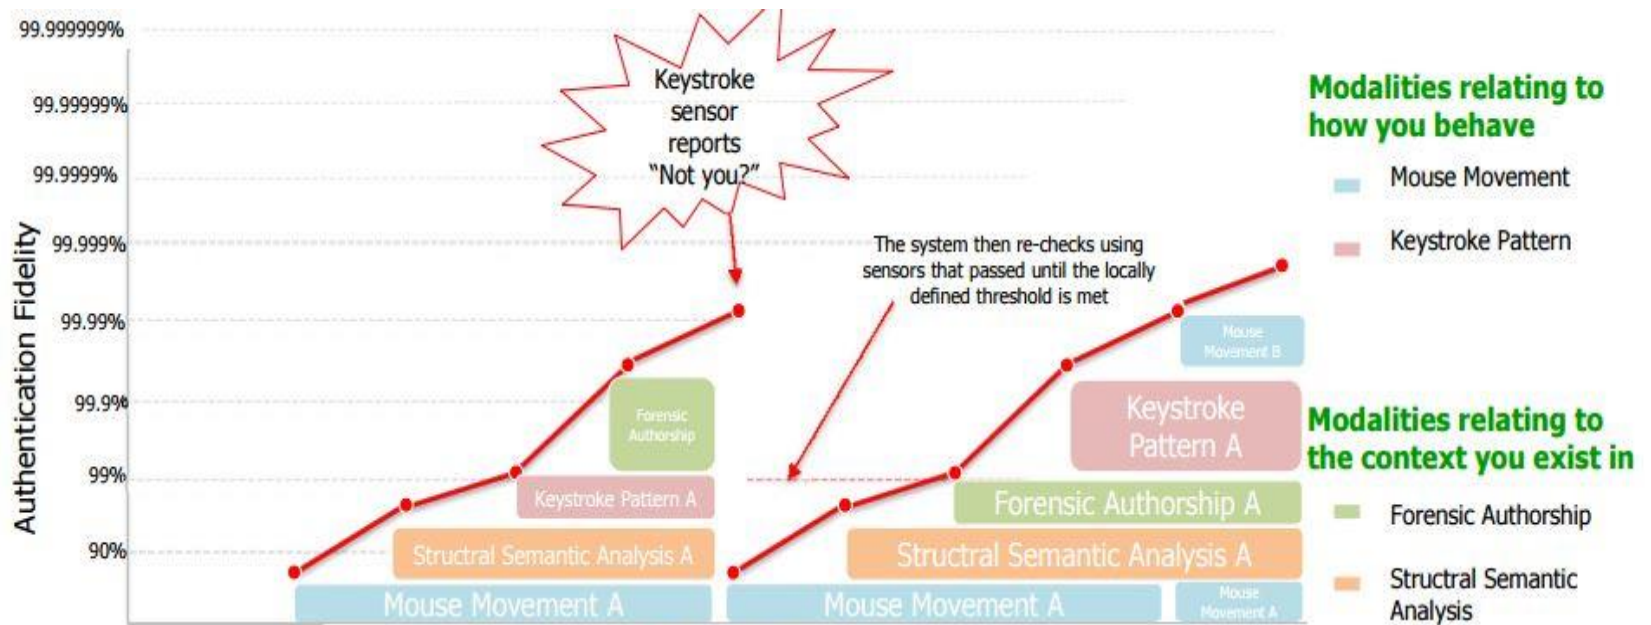 99.999999%
99.99999%
99.9999%
99.999%
99.99%
99.9%
99%
90%
Authentication Fidelity
Keystroke
sensor
reports
“Not you?”
The system then re-checks using
sensors that passed until the locally
defined threshold is met
Forensic
Authorship
Keystroke Pattern A
Structral Semantic Analysis A
Mouse Movement A
Mouse
Movement B
Keystroke
Pattern A
Forensic Authorship A
Structral Semantic Analysis A
Mouse Movement A
Mouse
Movement A
Modalities relating to
how you behave
Mouse Movement
Keystroke Pattern
Modalities relating to
the context you exist in
Forensic Authorship
Structral Semantic
Analysis